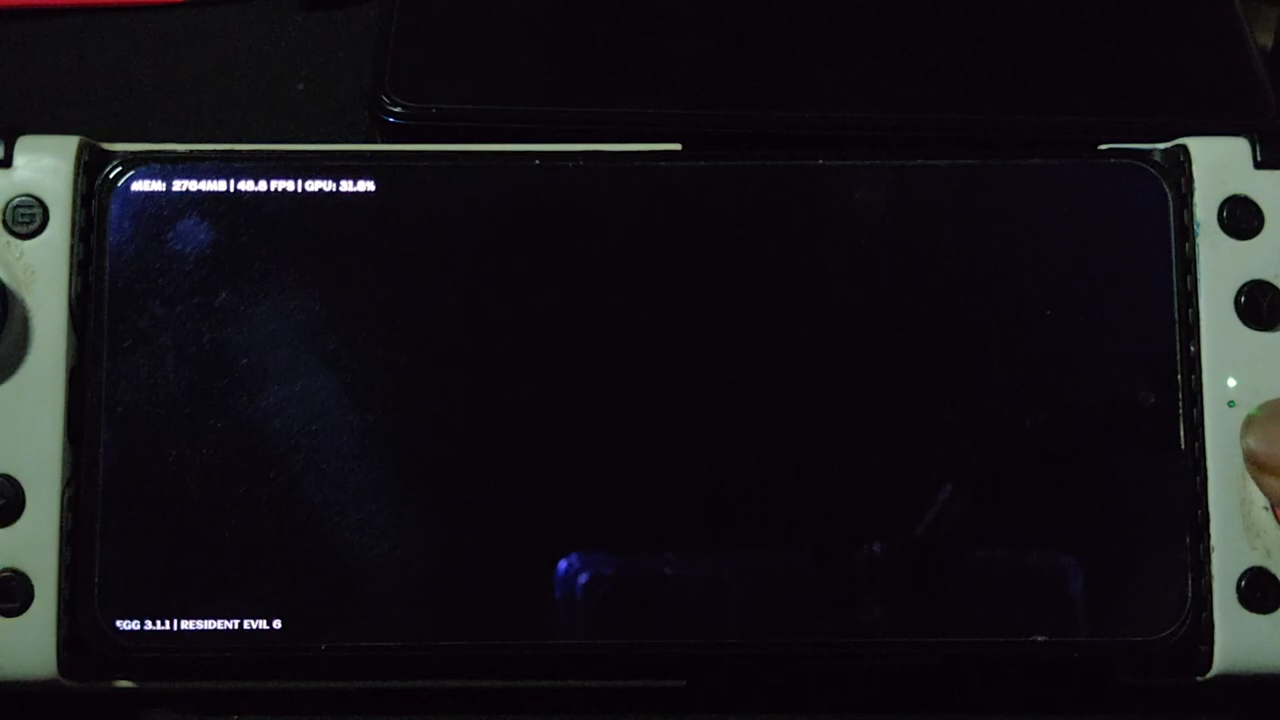 MEM: 2764MB | 48.8 FPS | GPU: 31.8%
EGG 3.1.1 | RESIDENT EVIL 6